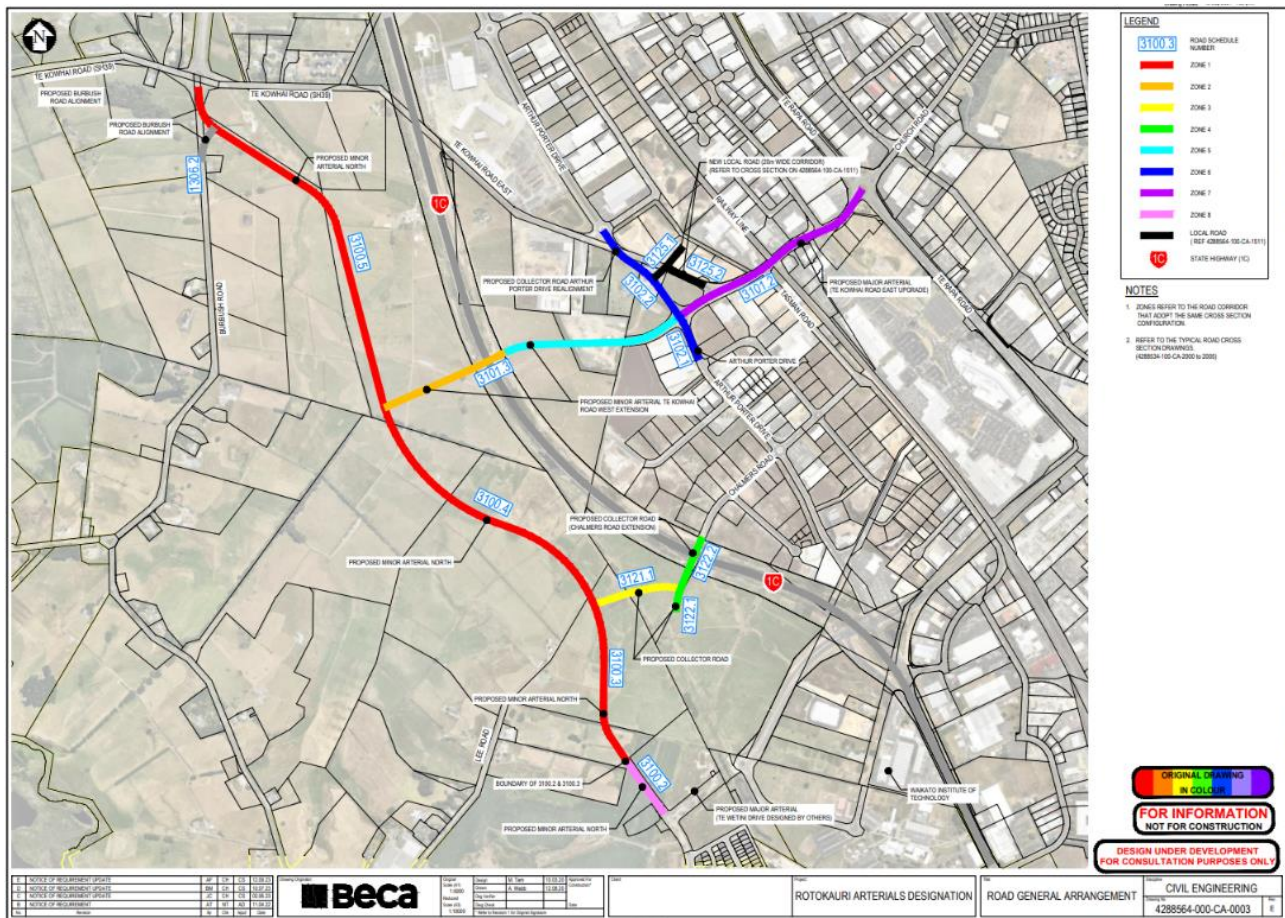 N
TE KOWHAI ROAD (SH39)
PROPOSED BURBUSH
ROAD ALIGNMENT
TE KOWHAI ROAD (SH39)
PROPOSED BURBUSH
ROAD ALIGNMENT
1306.2
PROPOSED MINOR
ARTERIAL NORTH
3100.5
BURBUSH ROAD
1C
ARTHUR PORTER DRIVE
TE KOWHAI ROAD EAST
TE RAPA ROAD
CHURCH ROAD
NEW LOCAL ROAD (20m WIDE CORRIDOR)
(REFER TO CROSS SECTION ON 4288564-100-CA-1511)
RAILWAY LINE
3125.1
3125.2
PROPOSED COLLECTOR ROAD ARTHUR
PORTER DRIVE REALIGNMENT
3102.2
3101.2
PROPOSED MAJOR ARTERIAL
(TE KOWHAI ROAD EAST UPGRADE)
TE RAPA ROAD
TASMAN ROAD
3102.1
ARTHUR PORTER DRIVE
3101.3
PROPOSED MINOR ARTERIAL TE KOWHAI
ROAD WEST EXTENSION
ARTHUR PORTER DRIVE
CHALMERS ROAD
3100.4
PROPOSED MINOR ARTERIAL NORTH
PROPOSED COLLECTOR ROAD
(CHALMERS ROAD EXTENSION)
3122.2
1C
3121.1
3122.1
PROPOSED COLLECTOR ROAD
3100.3
PROPOSED MINOR ARTERIAL NORTH
LEE ROAD
BOUNDARY OF 3100.2 & 3100.3
3100.2
PROPOSED MINOR ARTERIAL NORTH
PROPOSED MAJOR ARTERIAL
(TE WETINI DRIVE DESIGNED BY OTHERS)
WAIKATO INSTITUTE OF
TECHNOLOGY
LEGEND
3100.3 ROAD SCHEDULE
NUMBER
ZONE 1
ZONE 2
ZONE 3
ZONE 4
ZONE 5
ZONE 6
ZONE 7
ZONE 8
LOCAL ROAD
( REF 4288564-100-CA-1511)
1C STATE HIGHWAY (1C)
NOTES
1. ZONES REFER TO THE ROAD CORRIDOR
THAT ADOPT THE SAME CROSS SECTION
CONFIGURATION.
2. REFER TO THE TYPICAL ROAD CROSS
SECTION DRAWINGS.
ORIGINAL DRAWING
IN COLOUR
FOR INFORMATION
NOT FOR CONSTRUCTION
DESIGN UNDER DEVELOPMENT
FOR CONSULTATION PURPOSES ONLY
E NOTICE OF REQUIREMENT UPDATE
D NOTICE OF REQUIREMENT UPDATE
C NOTICE OF REQUIREMENT UPDATE
B NOTICE OF REQUIREMENT
No. Revision By Chk Appd Date
Beca
Client:
Project:
ROTOKAURI ARTERIALS DESIGNATION
Title:
ROAD GENERAL ARRANGEMENT
Discipline
CIVIL ENGINEERING
Drawing No.
4288564-000-CA-0003
Rev.
E